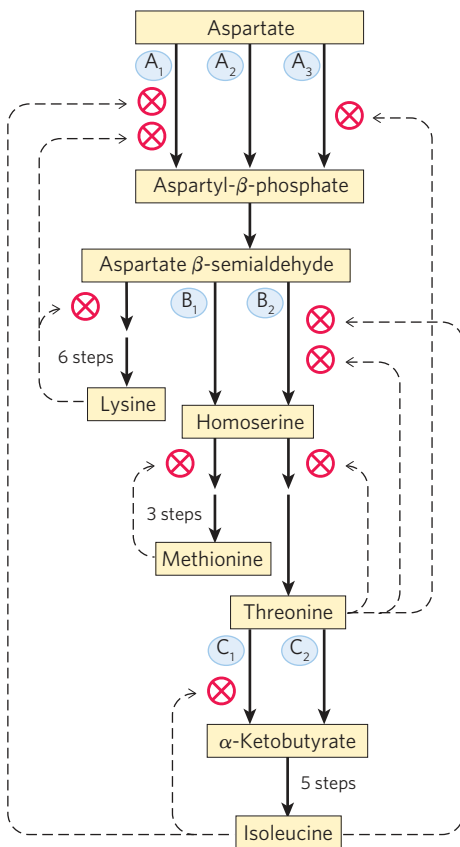 Aspartate
A₁ A₂ A₃
Aspartyl-β-phosphate
Aspartate β-semialdehyde
B₁ B₂
6 steps
Lysine
Homoserine
3 steps
Methionine
Threonine
C₁ C₂
α-Ketobutyrate
5 steps
Isoleucine